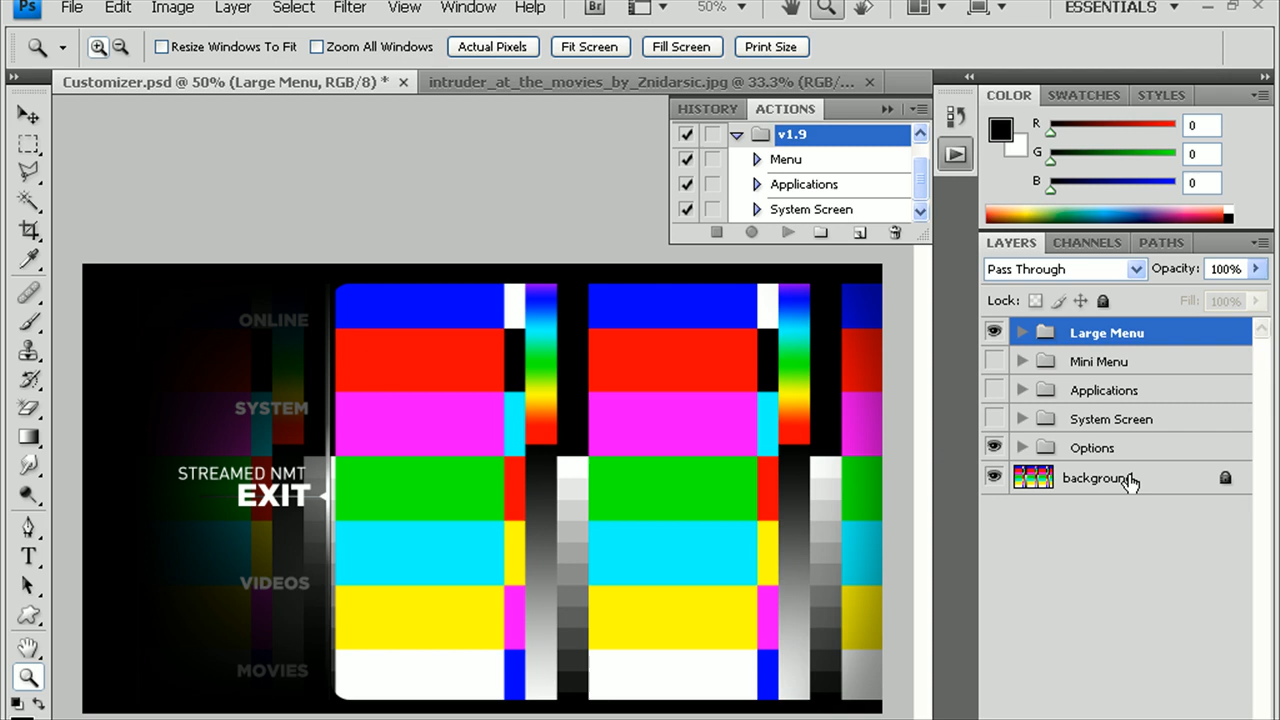 Ps File Edit Image Layer Select Filter View Window Help Br 50% ESSENTIALS
Resize Windows To Fit Zoom All Windows Actual Pixels Fit Screen Fill Screen Print Size
Customizer.psd @ 50% (Large Menu, RGB/8) * intruder_at_the_movies_by_Znidarsic.jpg @ 33.3% (RGB/...
HISTORY ACTIONS
v1.9
Menu
Applications
System Screen
COLOR SWATCHES STYLES
R 0
G 0
B 0
LAYERS CHANNELS PATHS
Pass Through Opacity: 100%
Lock: Fill: 100%
Large Menu
Mini Menu
Applications
System Screen
Options
background
ONLINE
SYSTEM
STREAMED NMT
EXIT
VIDEOS
MOVIES
T